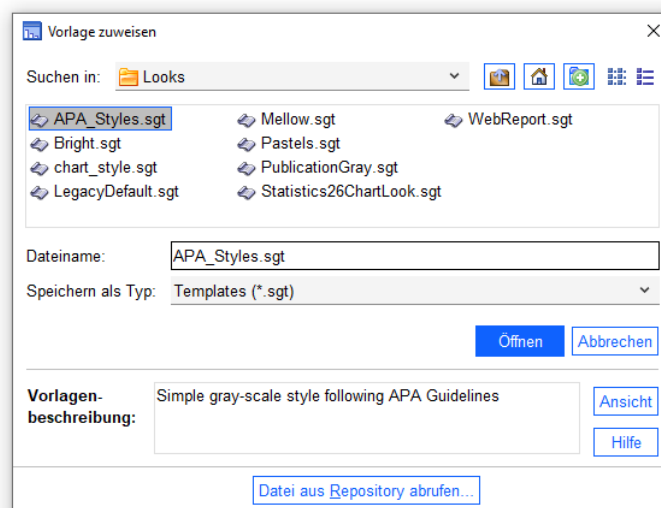 Vorlage zuweisen
Suchen in: Looks
APA_Styles.sgt Mellow.sgt WebReport.sgt
Bright.sgt Pastels.sgt
chart_style.sgt PublicationGray.sgt
LegacyDefault.sgt Statistics26ChartLook.sgt
Dateiname: APA_Styles.sgt
Speichern als Typ: Templates (*.sgt)
Öffnen Abbrechen
Vorlagen- Simple gray-scale style following APA Guidelines Ansicht
beschreibung:
Hilfe
Datei aus Repository abrufen...